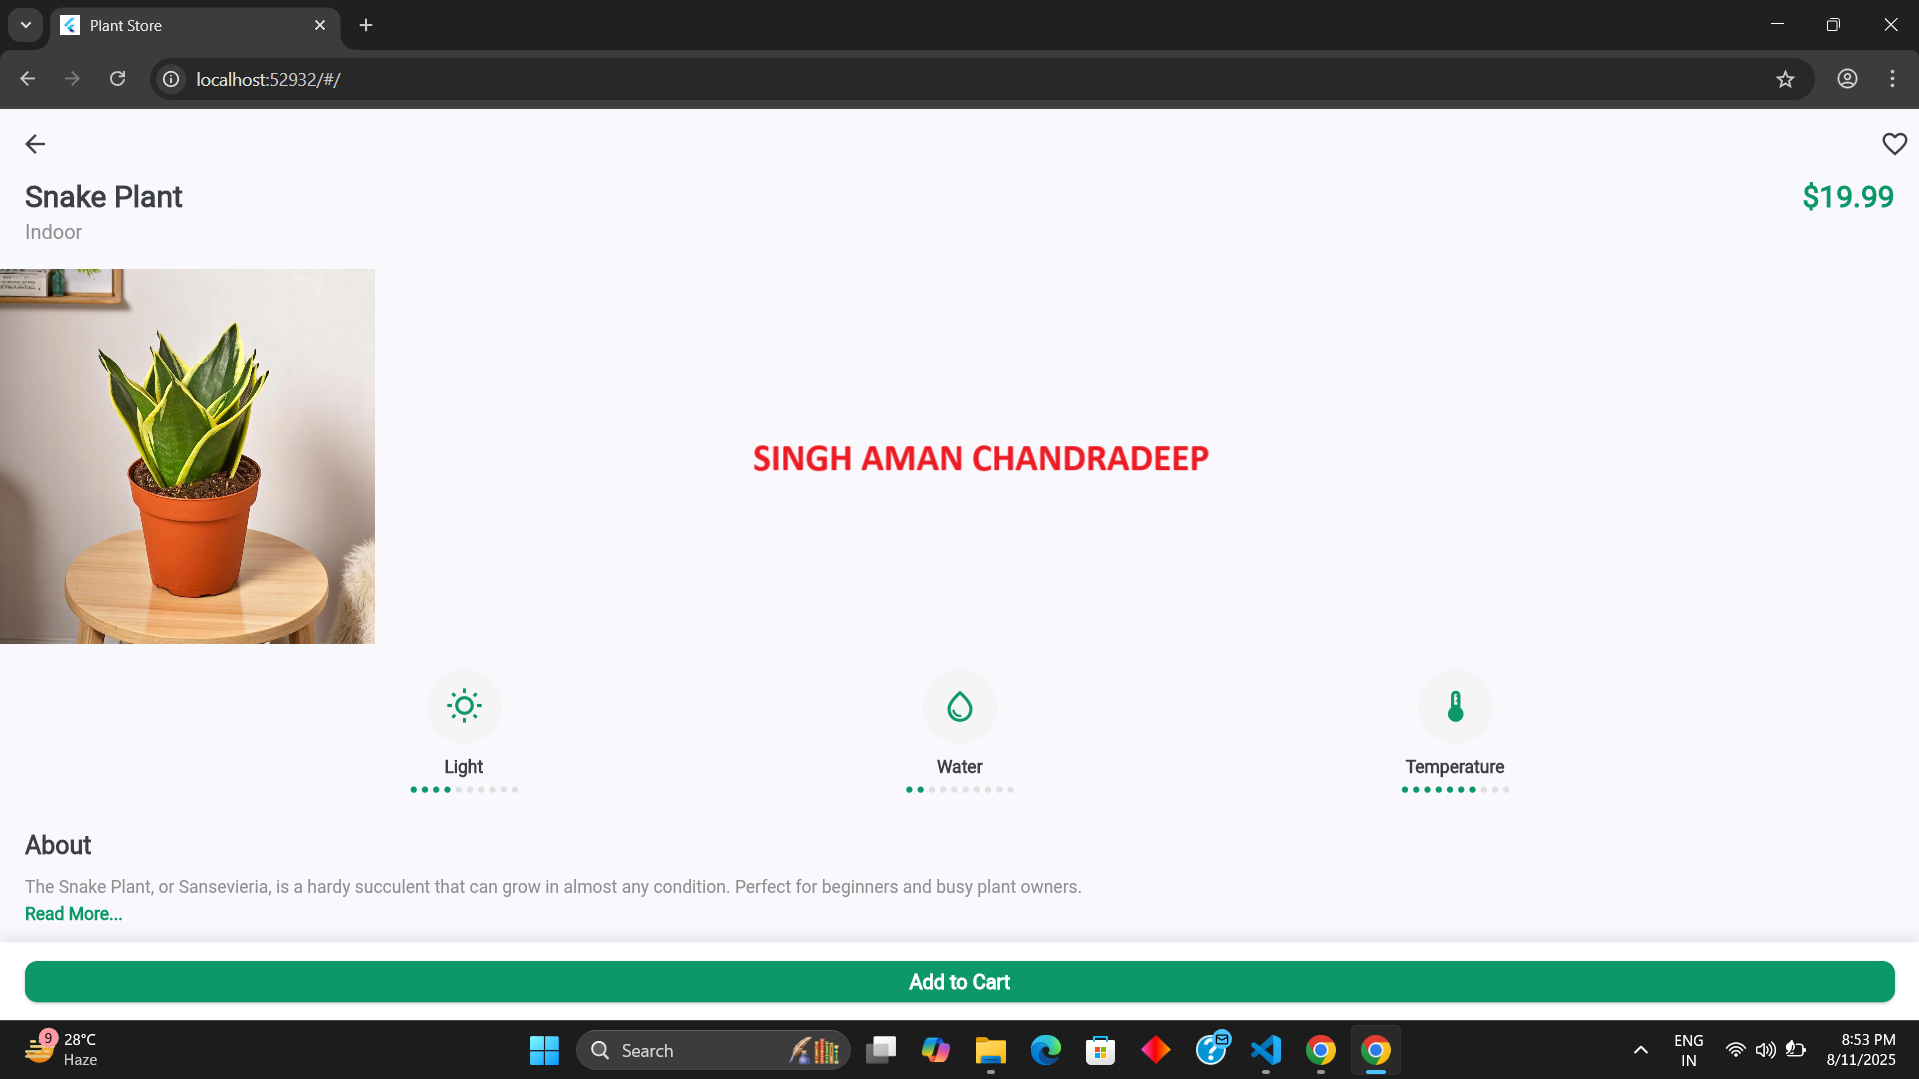 Plant Store
localhost:52932/#/
Snake Plant
$19.99
Indoor
SINGH AMAN CHANDRADEEP
Light
Water
Temperature
About
The Snake Plant, or Sansevieria, is a hardy succulent that can grow in almost any condition. Perfect for beginners and busy plant owners.
Read More...
Add to Cart
9
28°C
Haze
Search
ENG
IN
8:53 PM
8/11/2025